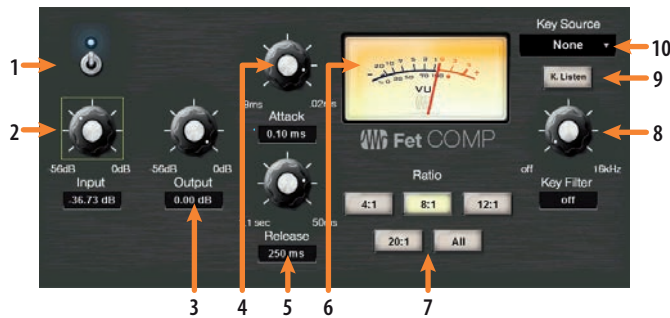 Key Source
None
K. Listen
off
16kHz
Key Filter
off
.9ms
.02ms
Attack
0.10 ms
-56dB
0dB
Input
-36.73 dB
-56dB
0dB
Output
0.00 dB
1.1 sec
50ms
Release
250 ms
VU
Fet COMP
Ratio
4:1
8:1
12:1
20:1
All
1
2
3
4
5
6
7
8
9
10